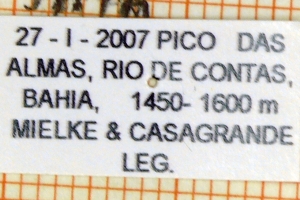 27 - I - 2007 PICO DAS
ALMAS, RIO DE CONTAS,
BAHIA, 1450- 1600 m
MIELKE & CASAGRANDE
LEG.